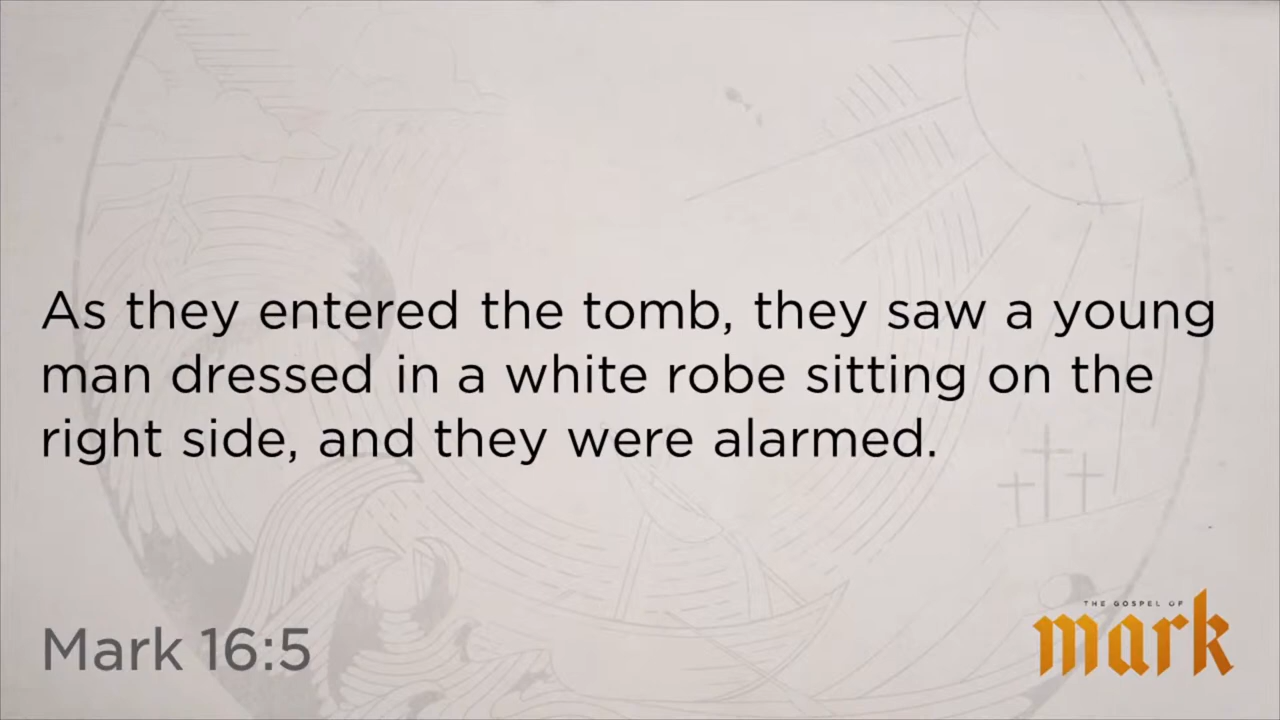 As they entered the tomb, they saw a young
man dressed in a white robe sitting on the
right side, and they were alarmed.
Mark 16:5
THE GOSPEL OF
mark